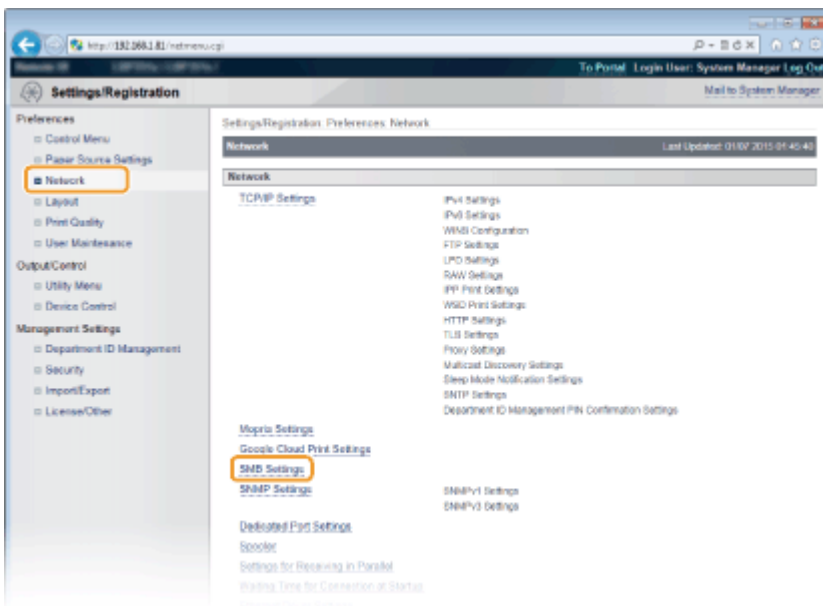 http://192.168.1.81/netmenu.cgi
To Portal Login User: System Manager Log Out
Settings/Registration
Mail to System Manager
Preferences
Control Menu
Paper Source Settings
Network
Layout
Print Quality
User Maintenance
Output/Control
Utility Menu
Device Control
Management Settings
Department ID Management
Security
Import/Export
License/Other
Settings/Registration: Preferences: Network
Network
Last Updated: 01/07 2015 01:45:40
Network
TCP/IP Settings
IPv4 Settings
IPv6 Settings
WINS Configuration
FTP Settings
LPD Settings
RAW Settings
IPP Print Settings
WSD Print Settings
HTTP Settings
TLS Settings
Proxy Settings
Multicast Discovery Settings
Sleep Mode Notification Settings
SNTP Settings
Department ID Management PIN Confirmation Settings
Mopria Settings
Google Cloud Print Settings
SMB Settings
SNMP Settings
SNMPv1 Settings
SNMPv3 Settings
Dedicated Port Settings
Spooler
Settings for Receiving in Parallel
Waiting Time for Connection at Startup